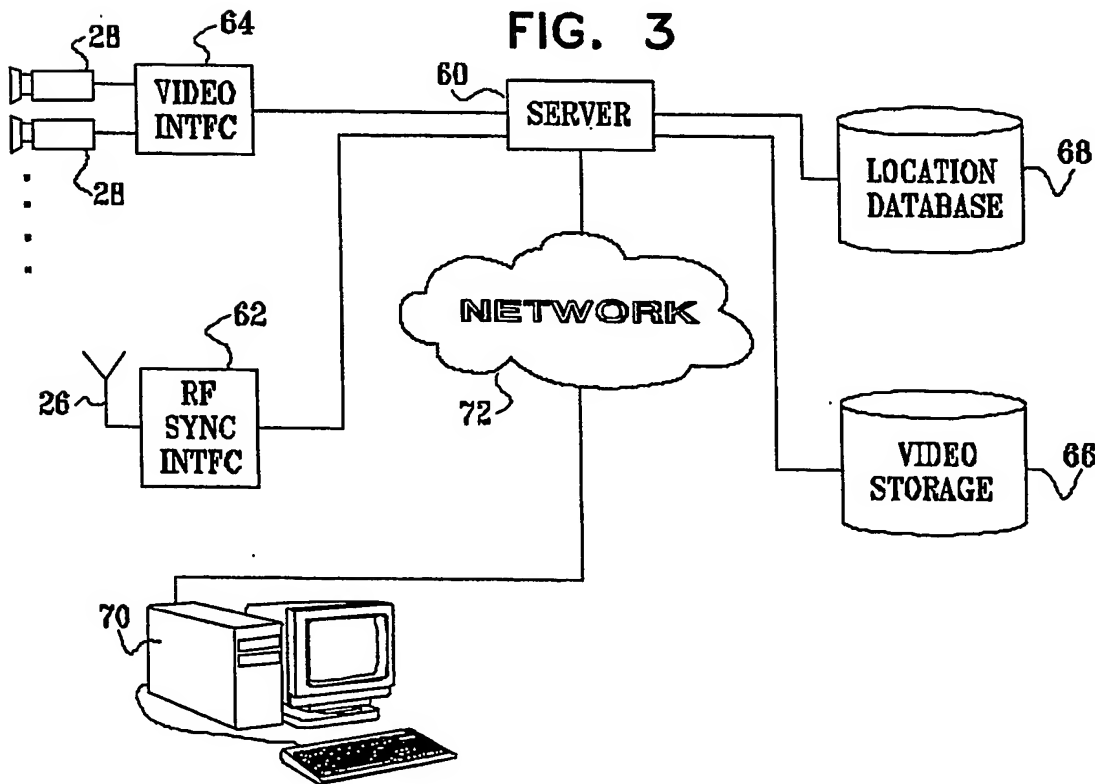 FIG. 3
28
64
60
VIDEO
INTFC
SERVER
28
68
LOCATION
DATABASE
NETWORK
72
62
26
RF
SYNC
INTFC
VIDEO
STORAGE
66
70